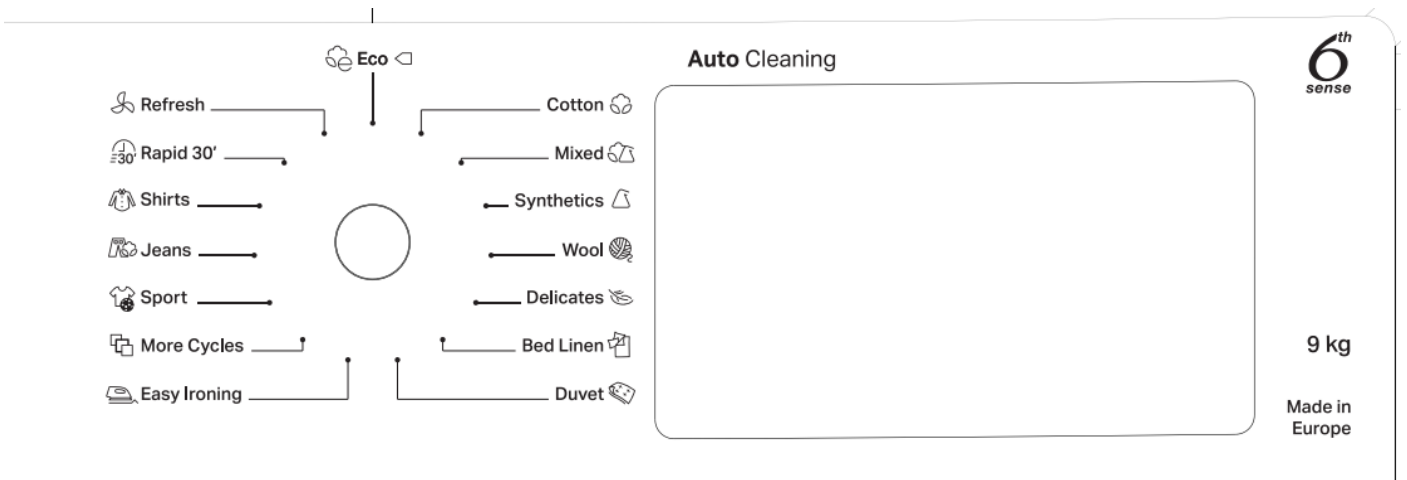 Eco
Auto Cleaning
6th
sense
Refresh
Cotton
30'
Rapid 30'
Mixed
Shirts
Synthetics
Jeans
Wool
Sport
Delicates
More Cycles
Bed Linen
9 kg
Easy Ironing
Duvet
Made in
Europe